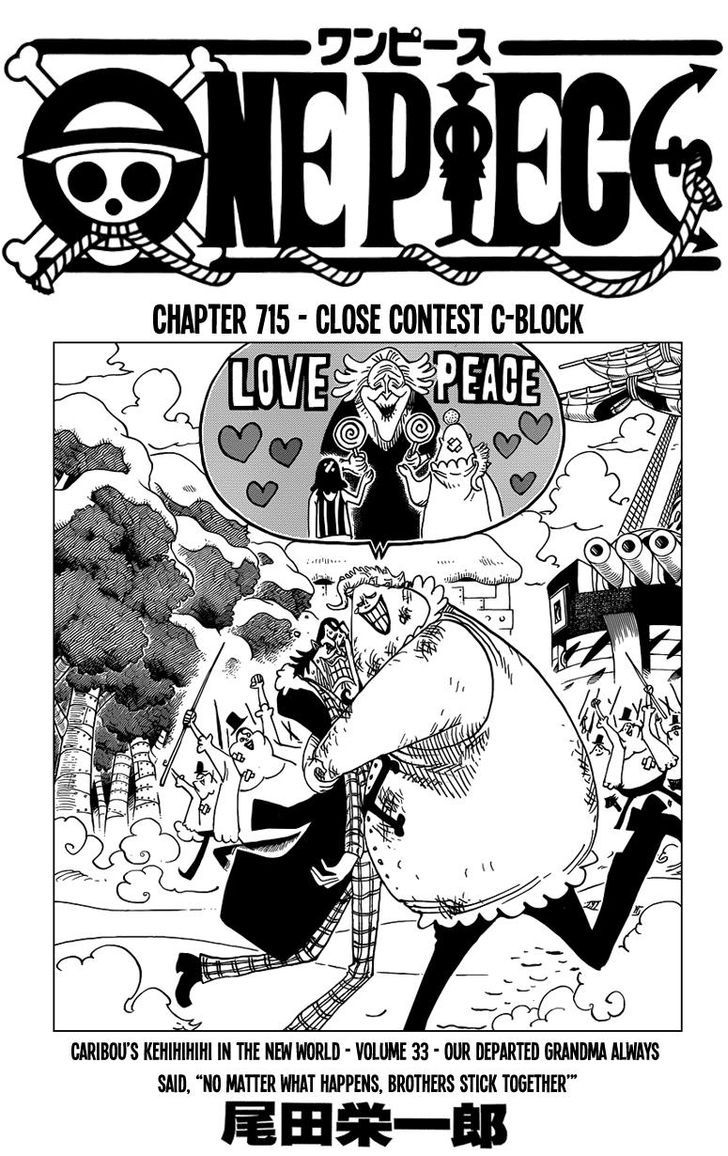 ワンピース
ONE PIECE
CHAPTER 715 - CLOSE CONTEST C-BLOCK
LOVE PEACE
CARIBOU'S KEHIHIHIHI IN THE NEW WORLD - VOLUME 33 - OUR DEPARTED GRANDMA ALWAYS
SAID, "NO MATTER WHAT HAPPENS, BROTHERS STICK TOGETHER"'
尾田栄一郎